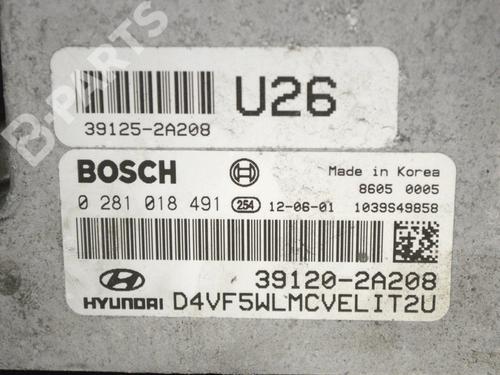 B-PARTS
U26
39125-2A208
BOSCH
Made in Korea
8605 0005
0 281 018 491 254 12-06-01 1039S49858
39120-2A208
HYUNDAI D4VF5WLMCVELIT2U